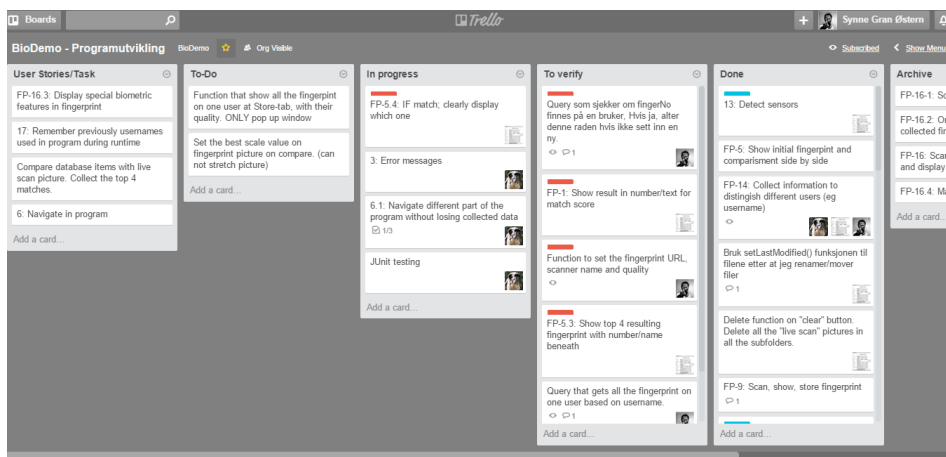 Boards
Trello
Synne Gran Østern
BioDemo - Programutvikling
BioDemo
Org Visible
Subscribed
Show Menu
User Stories/Task
FP-16.3: Display special biometric
features in fingerprint
17: Remember previously usernames
used in program during runtime
Compare database items with live
scan picture. Collect the top 4
matches.
6: Navigate in program
Add a card...
To-Do
Function that show all the fingerpint
on one user at Store-tab, with their
quality. ONLY pop up window
Set the best scale value on
fingerprint picture on compare. (can
not stretch picture)
Add a card...
In progress
FP-5.4: IF match; clearly display
which one
3: Error messages
6.1: Navigate different part of the
program without losing collected data
1/3
JUnit testing
Add a card...
To verify
Query som sjekker om fingerNo
finnes på en bruker, Hvis ja, alter
denne raden hvis ikke sett inn en
ny.
1
FP-1: Show result in number/text for
match score
Function to set the fingerprint URL,
scanner name and quality
FP-5.3: Show top 4 resulting
fingerprint with number/name
beneath
Query that gets all the fingerprint on
one user based on username.
1
Add a card...
Done
13: Detect sensors
FP-5: Show initial fingerprint and
comparisment side by side
FP-14: Collect information to
distingish different users (eg
username)
Bruk setLastModified() funksjonen til
filene etter at jeg renamer/mover
filer
1
Delete function on "clear" button.
Delete all the "live scan" pictures in
all the subfolders.
FP-9: Scan, show, store fingerprint
1
Add a card...
Archive
FP-16-1: Sc
FP-16.2: On
collected fin
FP-16: Scan
and display
FP-16.4: Ma
Add a card...